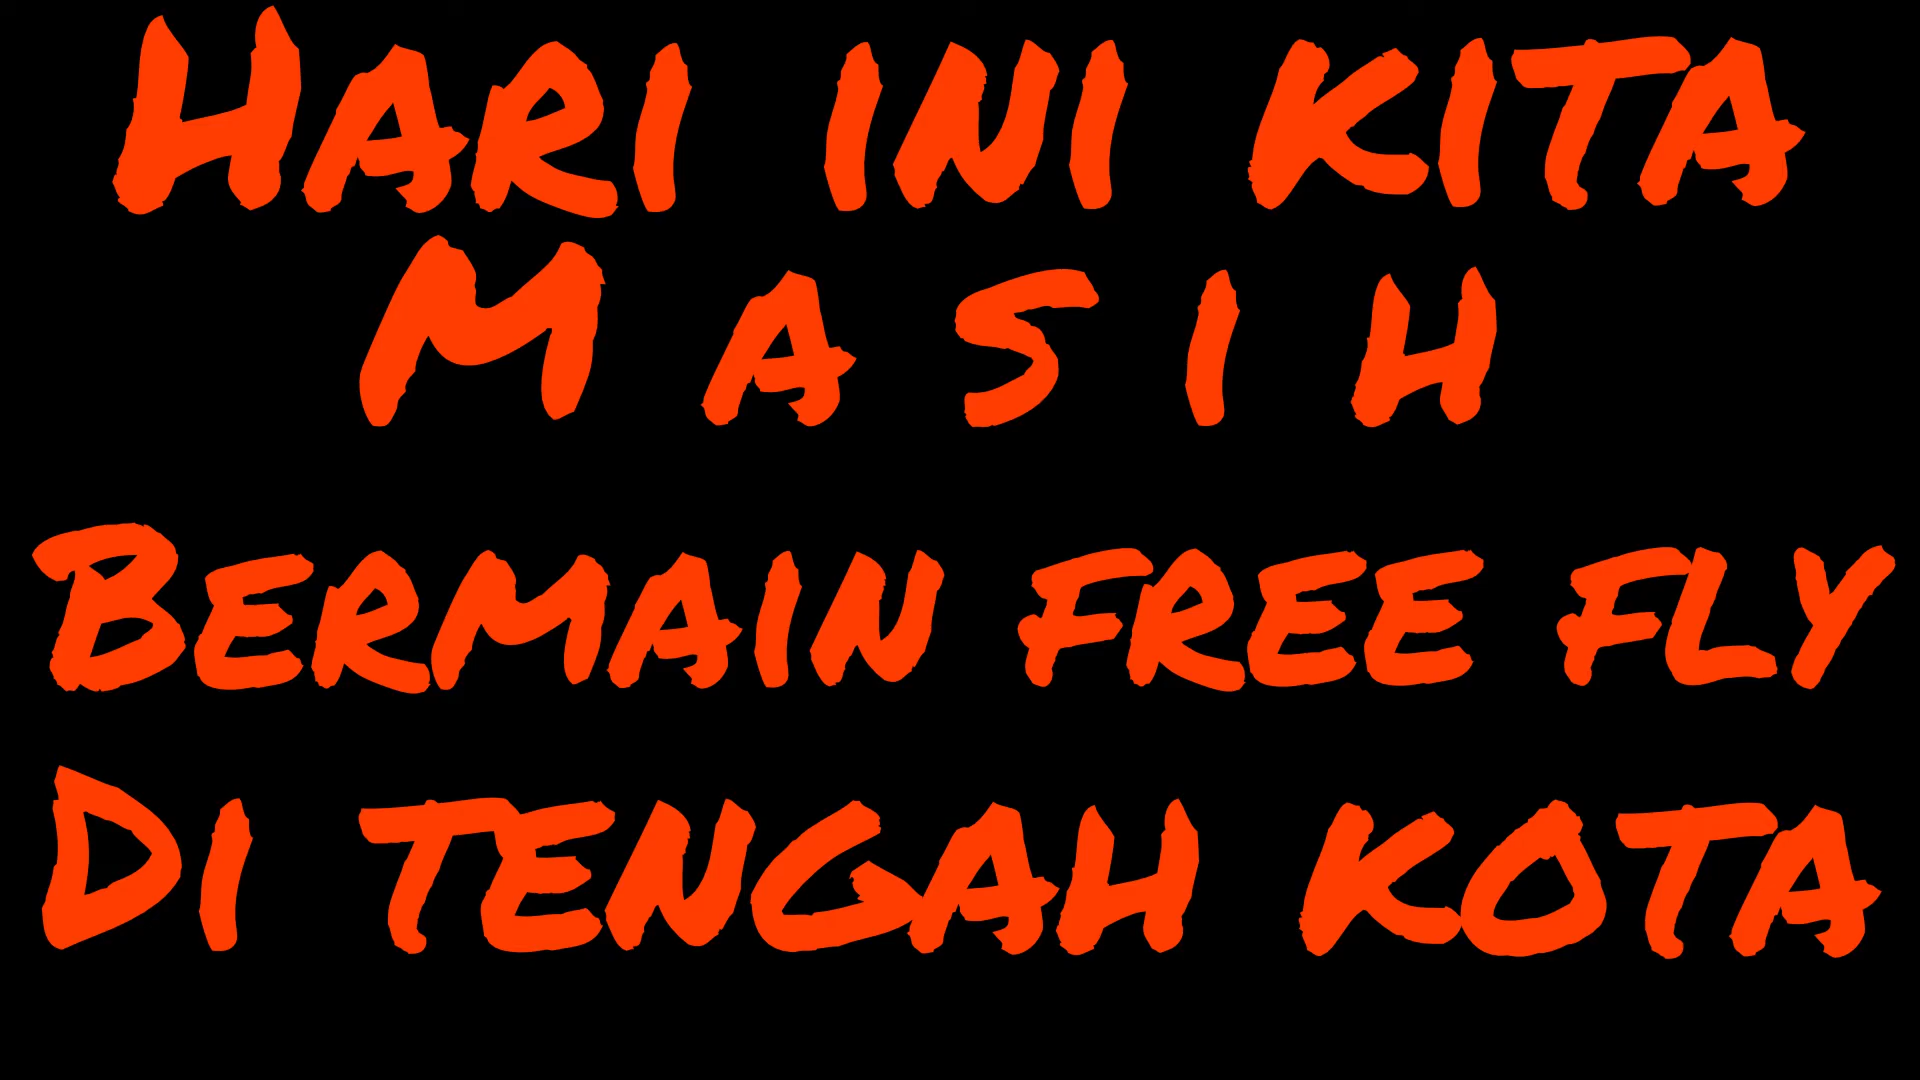 Hari ini kita
M a s i h
Bermain free fly
Di tengah kota